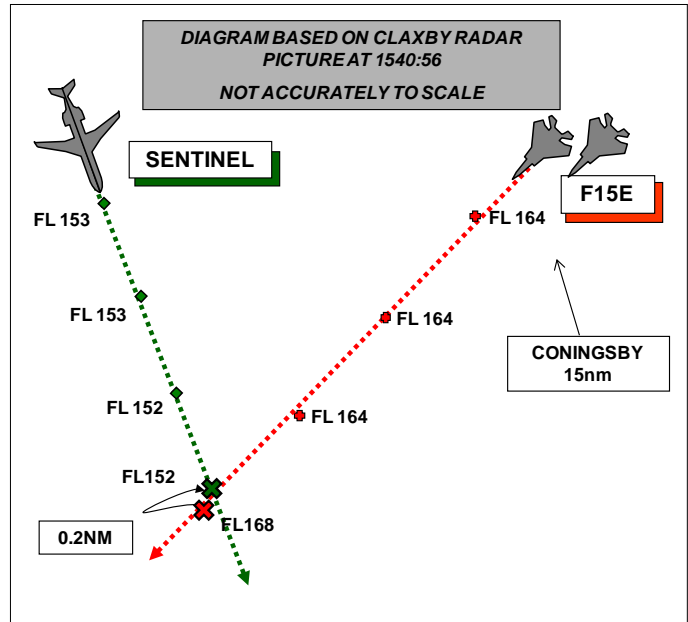 DIAGRAM BASED ON CLAXBY RADAR
PICTURE AT 1540:56
NOT ACCURATELY TO SCALE
SENTINEL
F15E
FL 153
FL 164
FL 153
FL 164
CONINGSBY
15nm
FL 152
FL 164
FL152
FL168
0.2NM